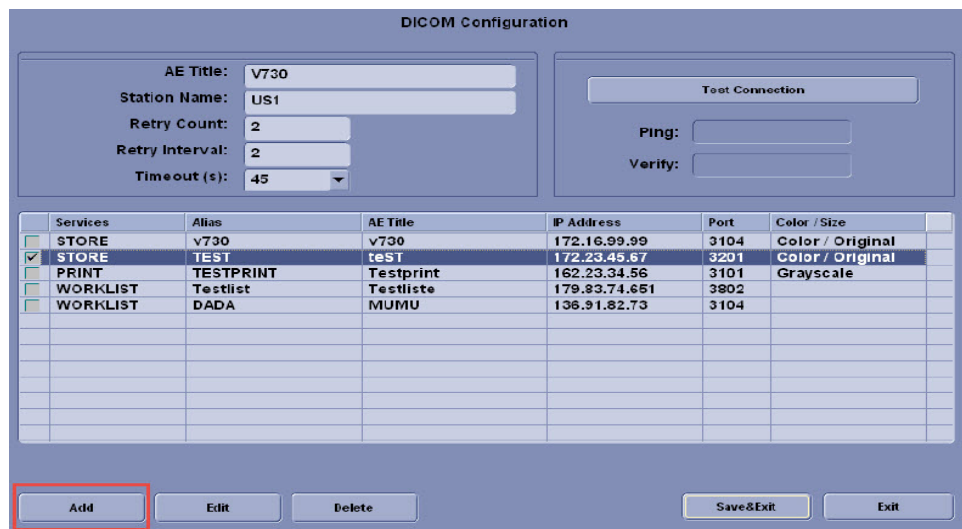 DICOM Configuration
AE Title: V730
Station Name: US1
Retry Count: 2
Retry Interval: 2
Timeout (s): 45
Test Connection
Ping:
Verify:
Services Alias AE Title IP Address Port Color / Size
STORE v730 v730 172.16.99.99 3104 Color / Original
STORE TEST teST 172.23.45.67 3201 Color / Original
PRINT TESTPRINT Testprint 162.23.34.56 3101 Grayscale
WORKLIST Testlist Testliste 179.83.74.651 3802
WORKLIST DADA MUMU 136.91.82.73 3104
Add Edit Delete Save&Exit Exit